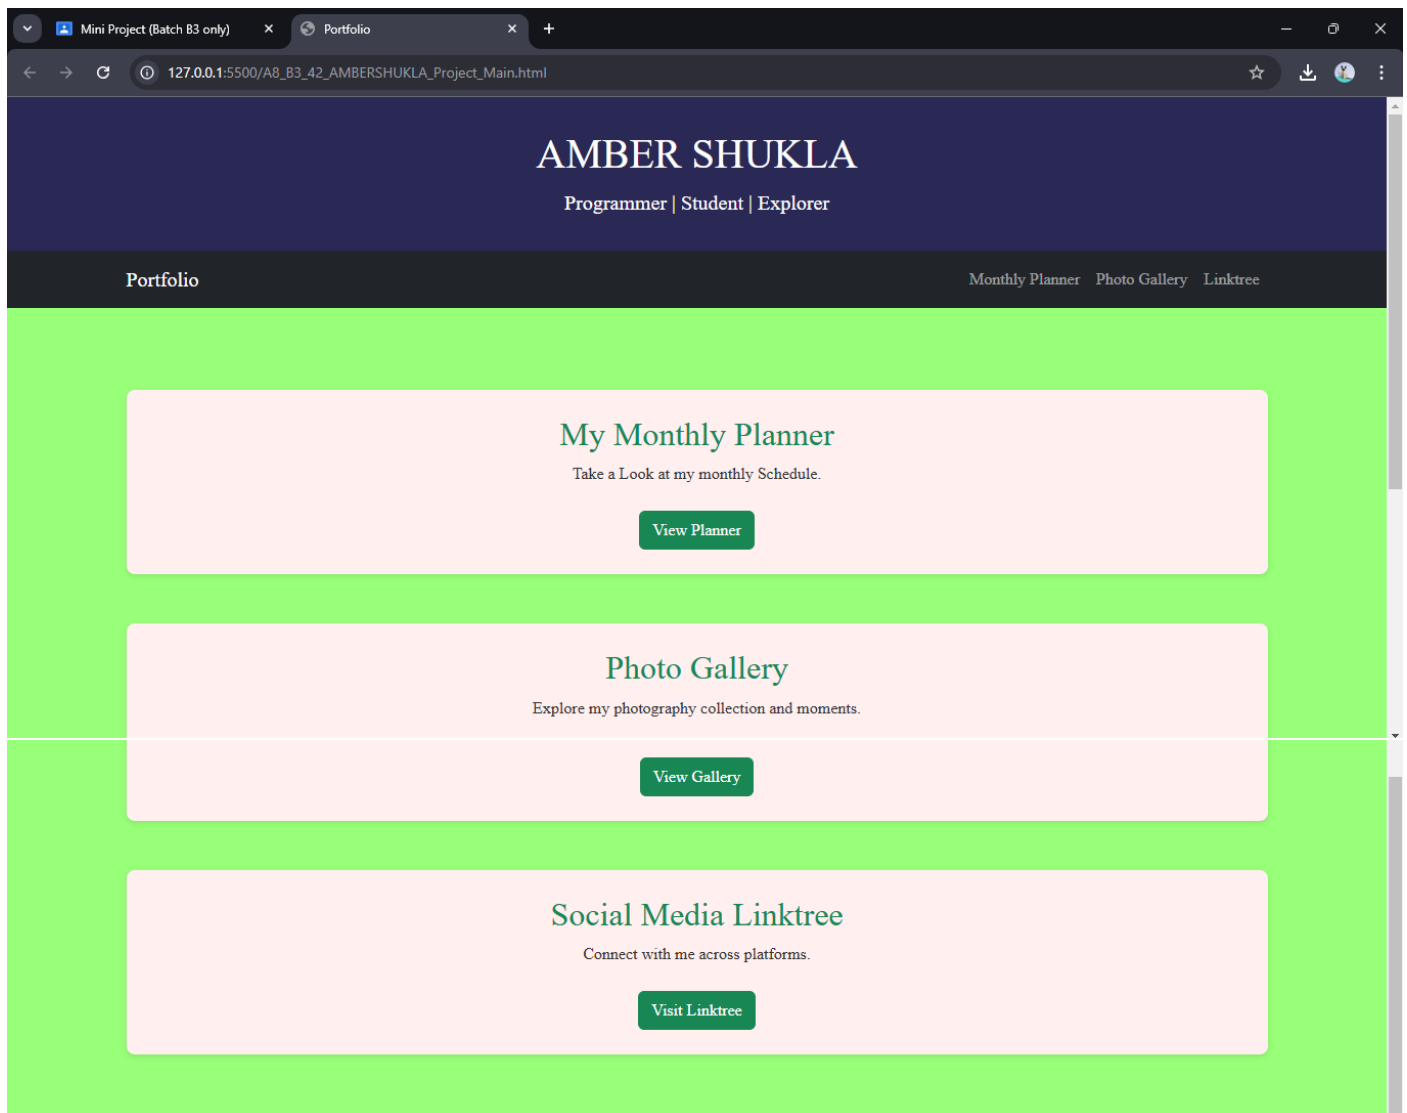 Mini Project (Batch B3 only)
Portfolio
127.0.0.1:5500/A8_B3_42_AMBERSHUKLA_Project_Main.html
AMBER SHUKLA
Programmer | Student | Explorer
Portfolio
Monthly Planner Photo Gallery Linktree
My Monthly Planner
Take a Look at my monthly Schedule.
View Planner
Photo Gallery
Explore my photography collection and moments.
View Gallery
Social Media Linktree
Connect with me across platforms.
Visit Linktree